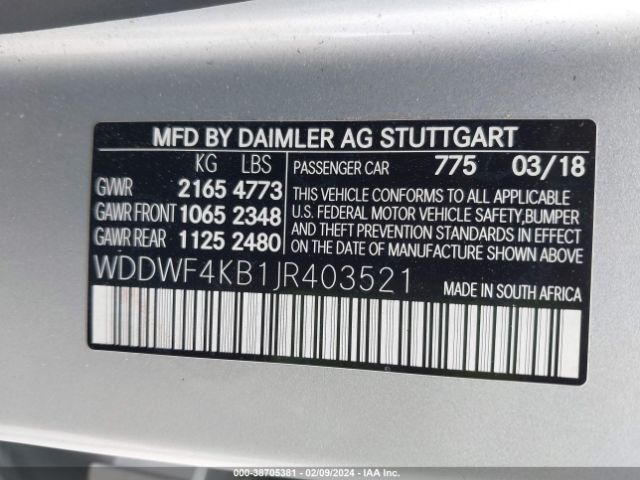 MFD BY DAIMLER AG STUTTGART
KG LBS
GVWR 2165 4773
GAWR FRONT 1065 2348
GAWR REAR 1125 2480
PASSENGER CAR 775 03/18
THIS VEHICLE CONFORMS TO ALL APPLICABLE
U.S. FEDERAL MOTOR VEHICLE SAFETY,BUMPER
AND THEFT PREVENTION STANDARDS IN EFFECT
ON THE DATE OF MANUFACTURE SHOWN ABOVE
WDDWF4KB1JR403521
MADE IN SOUTH AFRICA
© - 38705381 - 02/09/2024 - IAA Inc.